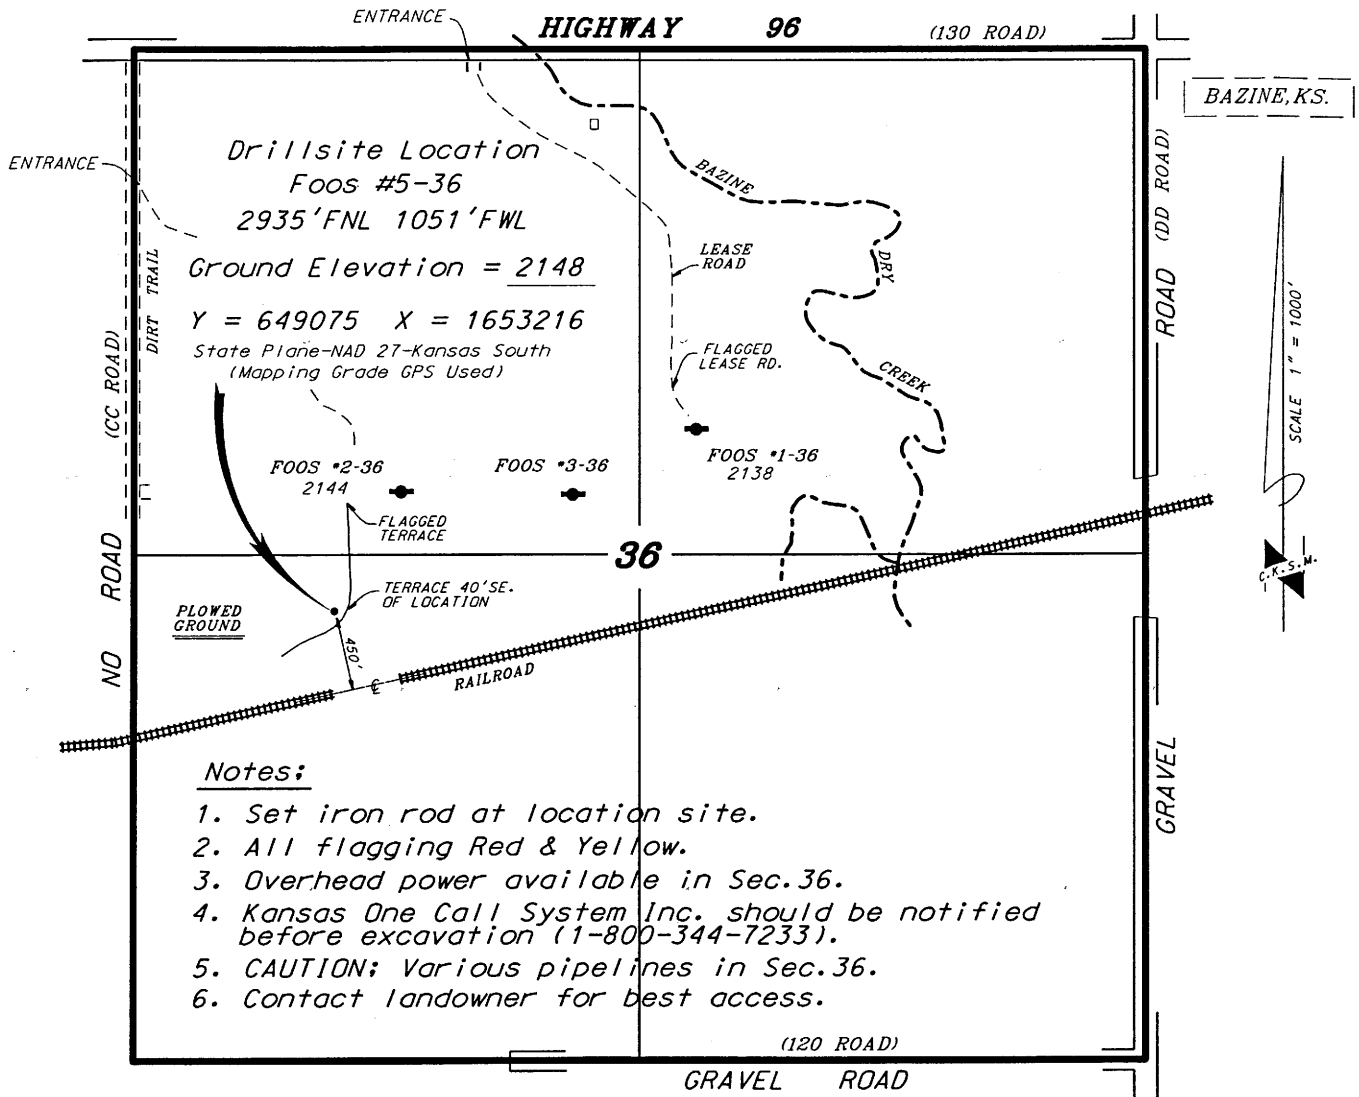 ENTRANCE
HIGHWAY 96
(130 ROAD)
BAZINE, KS.
ENTRANCE
Drillsite Location
Foos #5-36
2935'FNL 1051'FWL
Ground Elevation = 2148
Y = 649075 X = 1653216
State Plane-NAD 27-Kansas South
(Mapping Grade GPS Used)
BAZINE
DRY
CREEK
LEASE
ROAD
FLAGGED
LEASE RD.
DIRT TRAIL
(CC ROAD)
NO ROAD
ROAD (DD ROAD)
SCALE 1" = 1000'
FOOS #2-36
2144
FOOS #3-36
FOOS #1-36
2138
FLAGGED
TERRACE
36
C.K.S.M.
TERRACE 40'SE.
OF LOCATION
PLOWED
GROUND
450'
℄
RAILROAD
GRAVEL
Notes:
1. Set iron rod at location site.
2. All flagging Red & Yellow.
3. Overhead power available in Sec.36.
4. Kansas One Call System Inc. should be notified
before excavation (1-800-344-7233).
5. CAUTION: Various pipelines in Sec.36.
6. Contact landowner for best access.
(120 ROAD)
GRAVEL ROAD